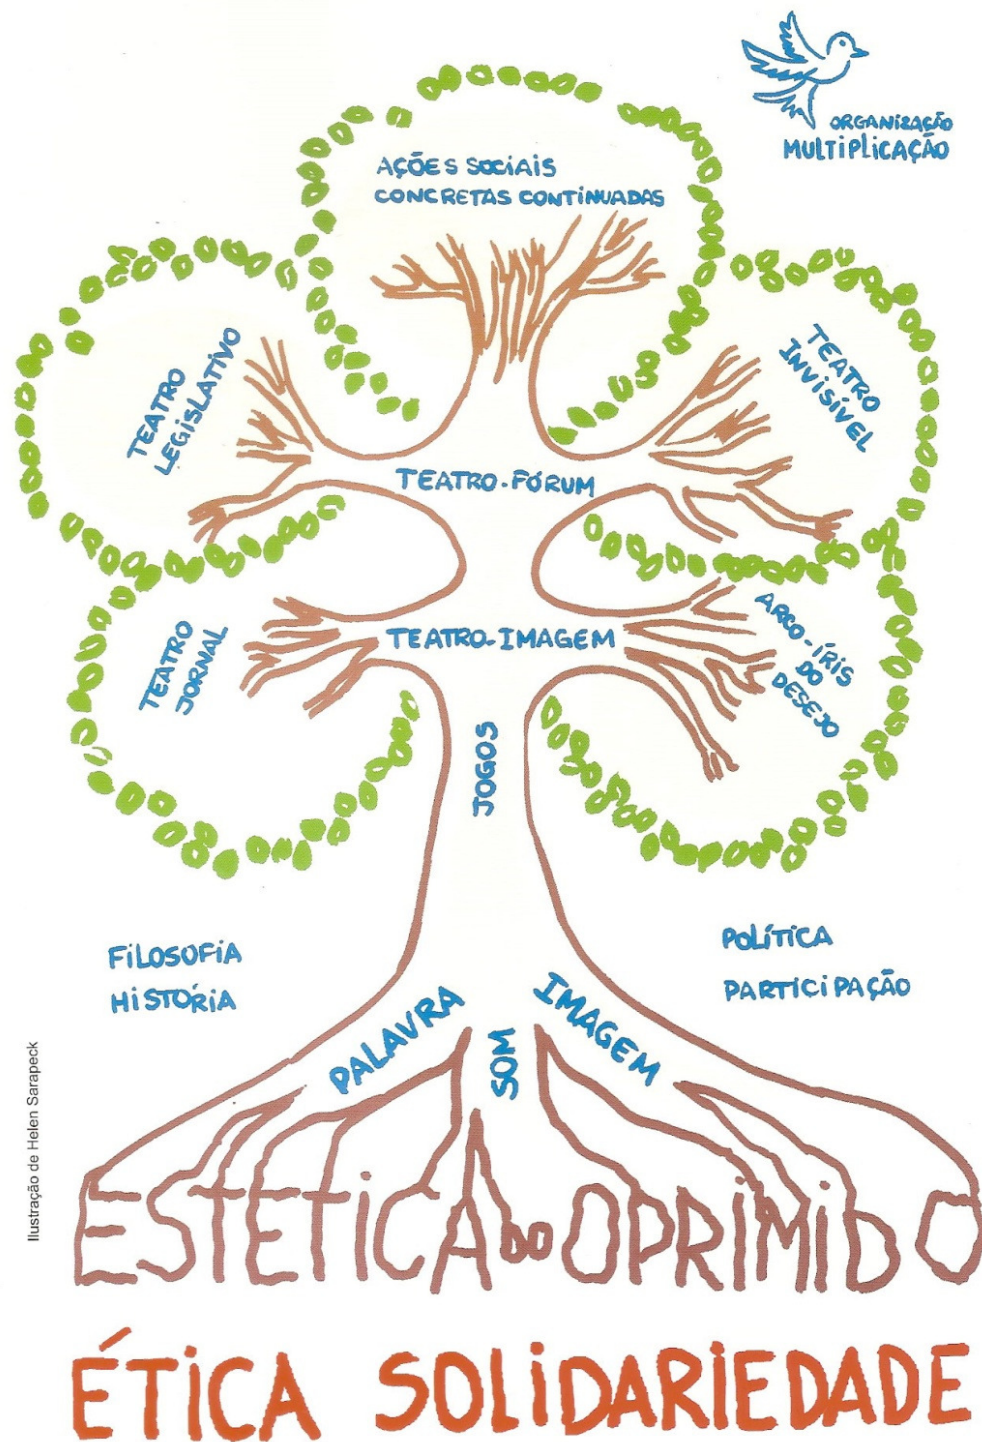 ORGANIZAÇÃO
MULTIPLICAÇÃO
AÇÕES SOCIAIS
CONCRETAS CONTINUADAS
TEATRO
LEGISLATIVO
TEATRO
INVISÍVEL
TEATRO-FÓRUM
TEATRO
JORNAL
TEATRO-IMAGEM
ARCO-ÍRIS
DO
DESEJO
JOGOS
FILOSOFIA
HISTÓRIA
POLÍTICA
PARTICIPAÇÃO
PALAVRA
SOM
IMAGEM
ESTETICA DO OPRIMIDO
ÉTICA SOLIDARIEDADE
Ilustração de Helen Sarapeck